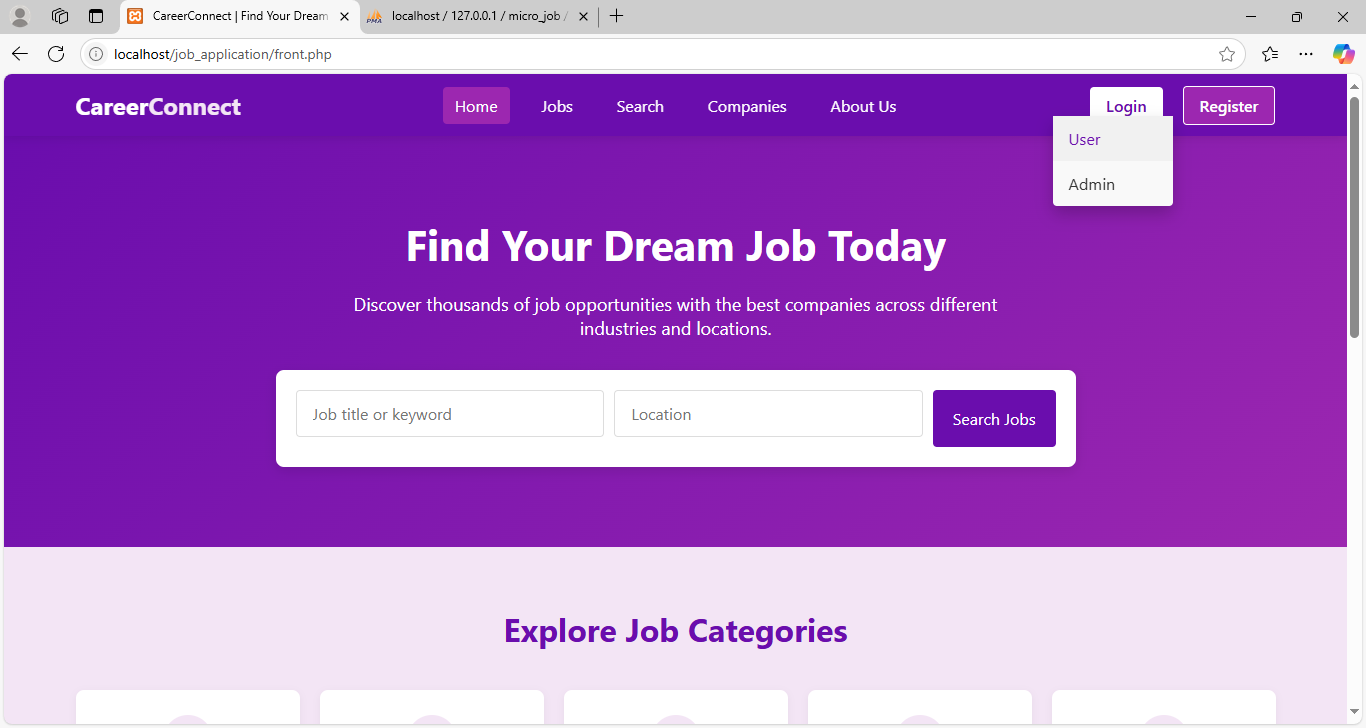 CareerConnect | Find Your Dream
localhost / 127.0.0.1 / micro_job /
localhost/job_application/front.php
CareerConnect
Home
Jobs
Search
Companies
About Us
Login
Register
User
Admin
Find Your Dream Job Today
Discover thousands of job opportunities with the best companies across different
industries and locations.
Job title or keyword
Location
Search Jobs
Explore Job Categories